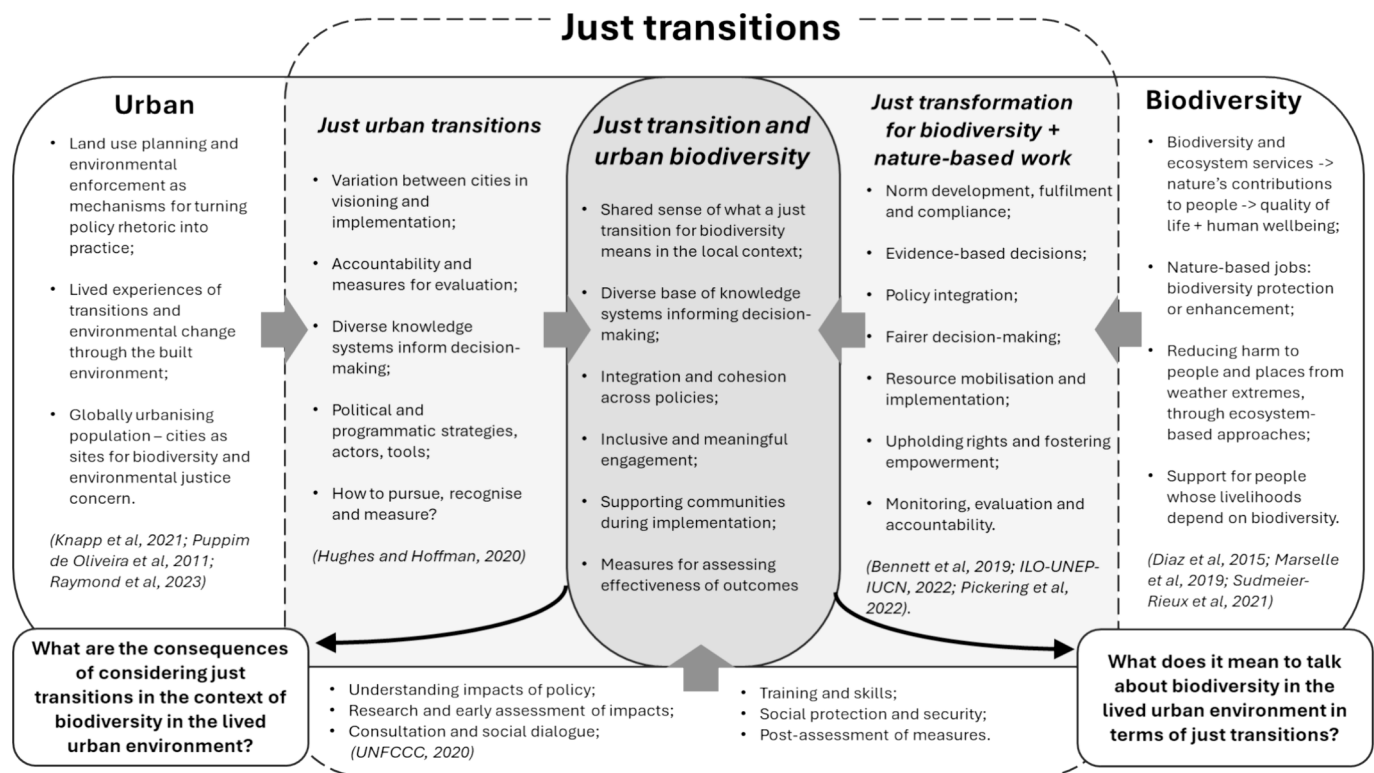 Just transitions
Urban
• Land use planning and
environmental
enforcement as
mechanisms for turning
policy rhetoric into
practice;
• Lived experiences of
transitions and
environmental change
through the built
environment;
• Globally urbanising
population – cities as
sites for biodiversity and
environmental justice
concern.
(Knapp et al, 2021; Puppim
de Oliveira et al, 2011;
Raymond et al, 2023)
Just urban transitions
• Variation between cities in
visioning and
implementation;
• Accountability and
measures for evaluation;
• Diverse knowledge
systems inform decision-
making;
• Political and
programmatic strategies,
actors, tools;
• How to pursue, recognise
and measure?
(Hughes and Hoffman, 2020)
Just transition and
urban biodiversity
• Shared sense of what a just
transition for biodiversity
means in the local context;
• Diverse base of knowledge
systems informing decision-
making;
• Integration and cohesion
across policies;
• Inclusive and meaningful
engagement;
• Supporting communities
during implementation;
• Measures for assessing
effectiveness of outcomes
Just transformation
for biodiversity +
nature-based work
• Norm development, fulfilment
and compliance;
• Evidence-based decisions;
• Policy integration;
• Fairer decision-making;
• Resource mobilisation and
implementation;
• Upholding rights and fostering
empowerment;
• Monitoring, evaluation and
accountability.
(Bennett et al, 2019; ILO-UNEP-
IUCN, 2022; Pickering et al,
2022).
Biodiversity
• Biodiversity and
ecosystem services ->
nature's contributions
to people -> quality of
life + human wellbeing;
• Nature-based jobs:
biodiversity protection
or enhancement;
• Reducing harm to
people and places from
weather extremes,
through ecosystem-
based approaches;
• Support for people
whose livelihoods
depend on biodiversity.
(Diaz et al, 2015; Marselle
et al, 2019; Sudmeier-
Rieux et al, 2021)
What are the consequences
of considering just
transitions in the context of
biodiversity in the lived
urban environment?
• Understanding impacts of policy;
• Research and early assessment of impacts;
• Consultation and social dialogue;
(UNFCCC, 2020)
• Training and skills;
• Social protection and security;
• Post-assessment of measures.
What does it mean to talk
about biodiversity in the
lived urban environment in
terms of just transitions?